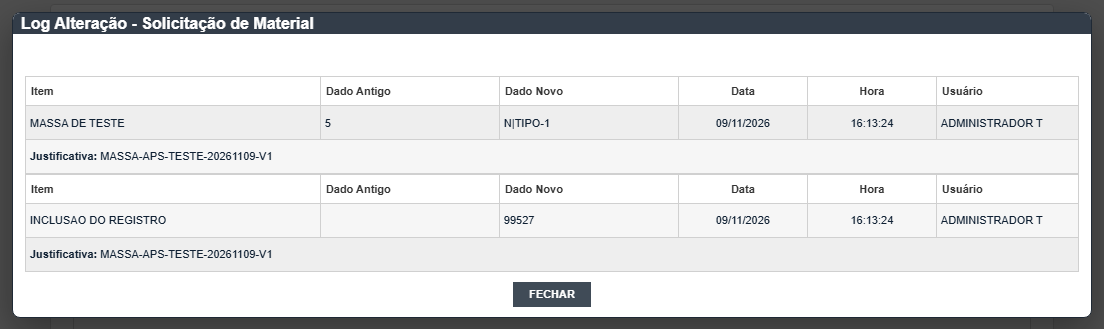 Log Alteração - Solicitação de Material
Item Dado Antigo Dado Novo Data Hora Usuário
MASSA DE TESTE 5 N|TIPO-1 09/11/2026 16:13:24 ADMINISTRADOR T
Justificativa: MASSA-APS-TESTE-20261109-V1
Item Dado Antigo Dado Novo Data Hora Usuário
INCLUSAO DO REGISTRO 99527 09/11/2026 16:13:24 ADMINISTRADOR T
Justificativa: MASSA-APS-TESTE-20261109-V1
FECHAR